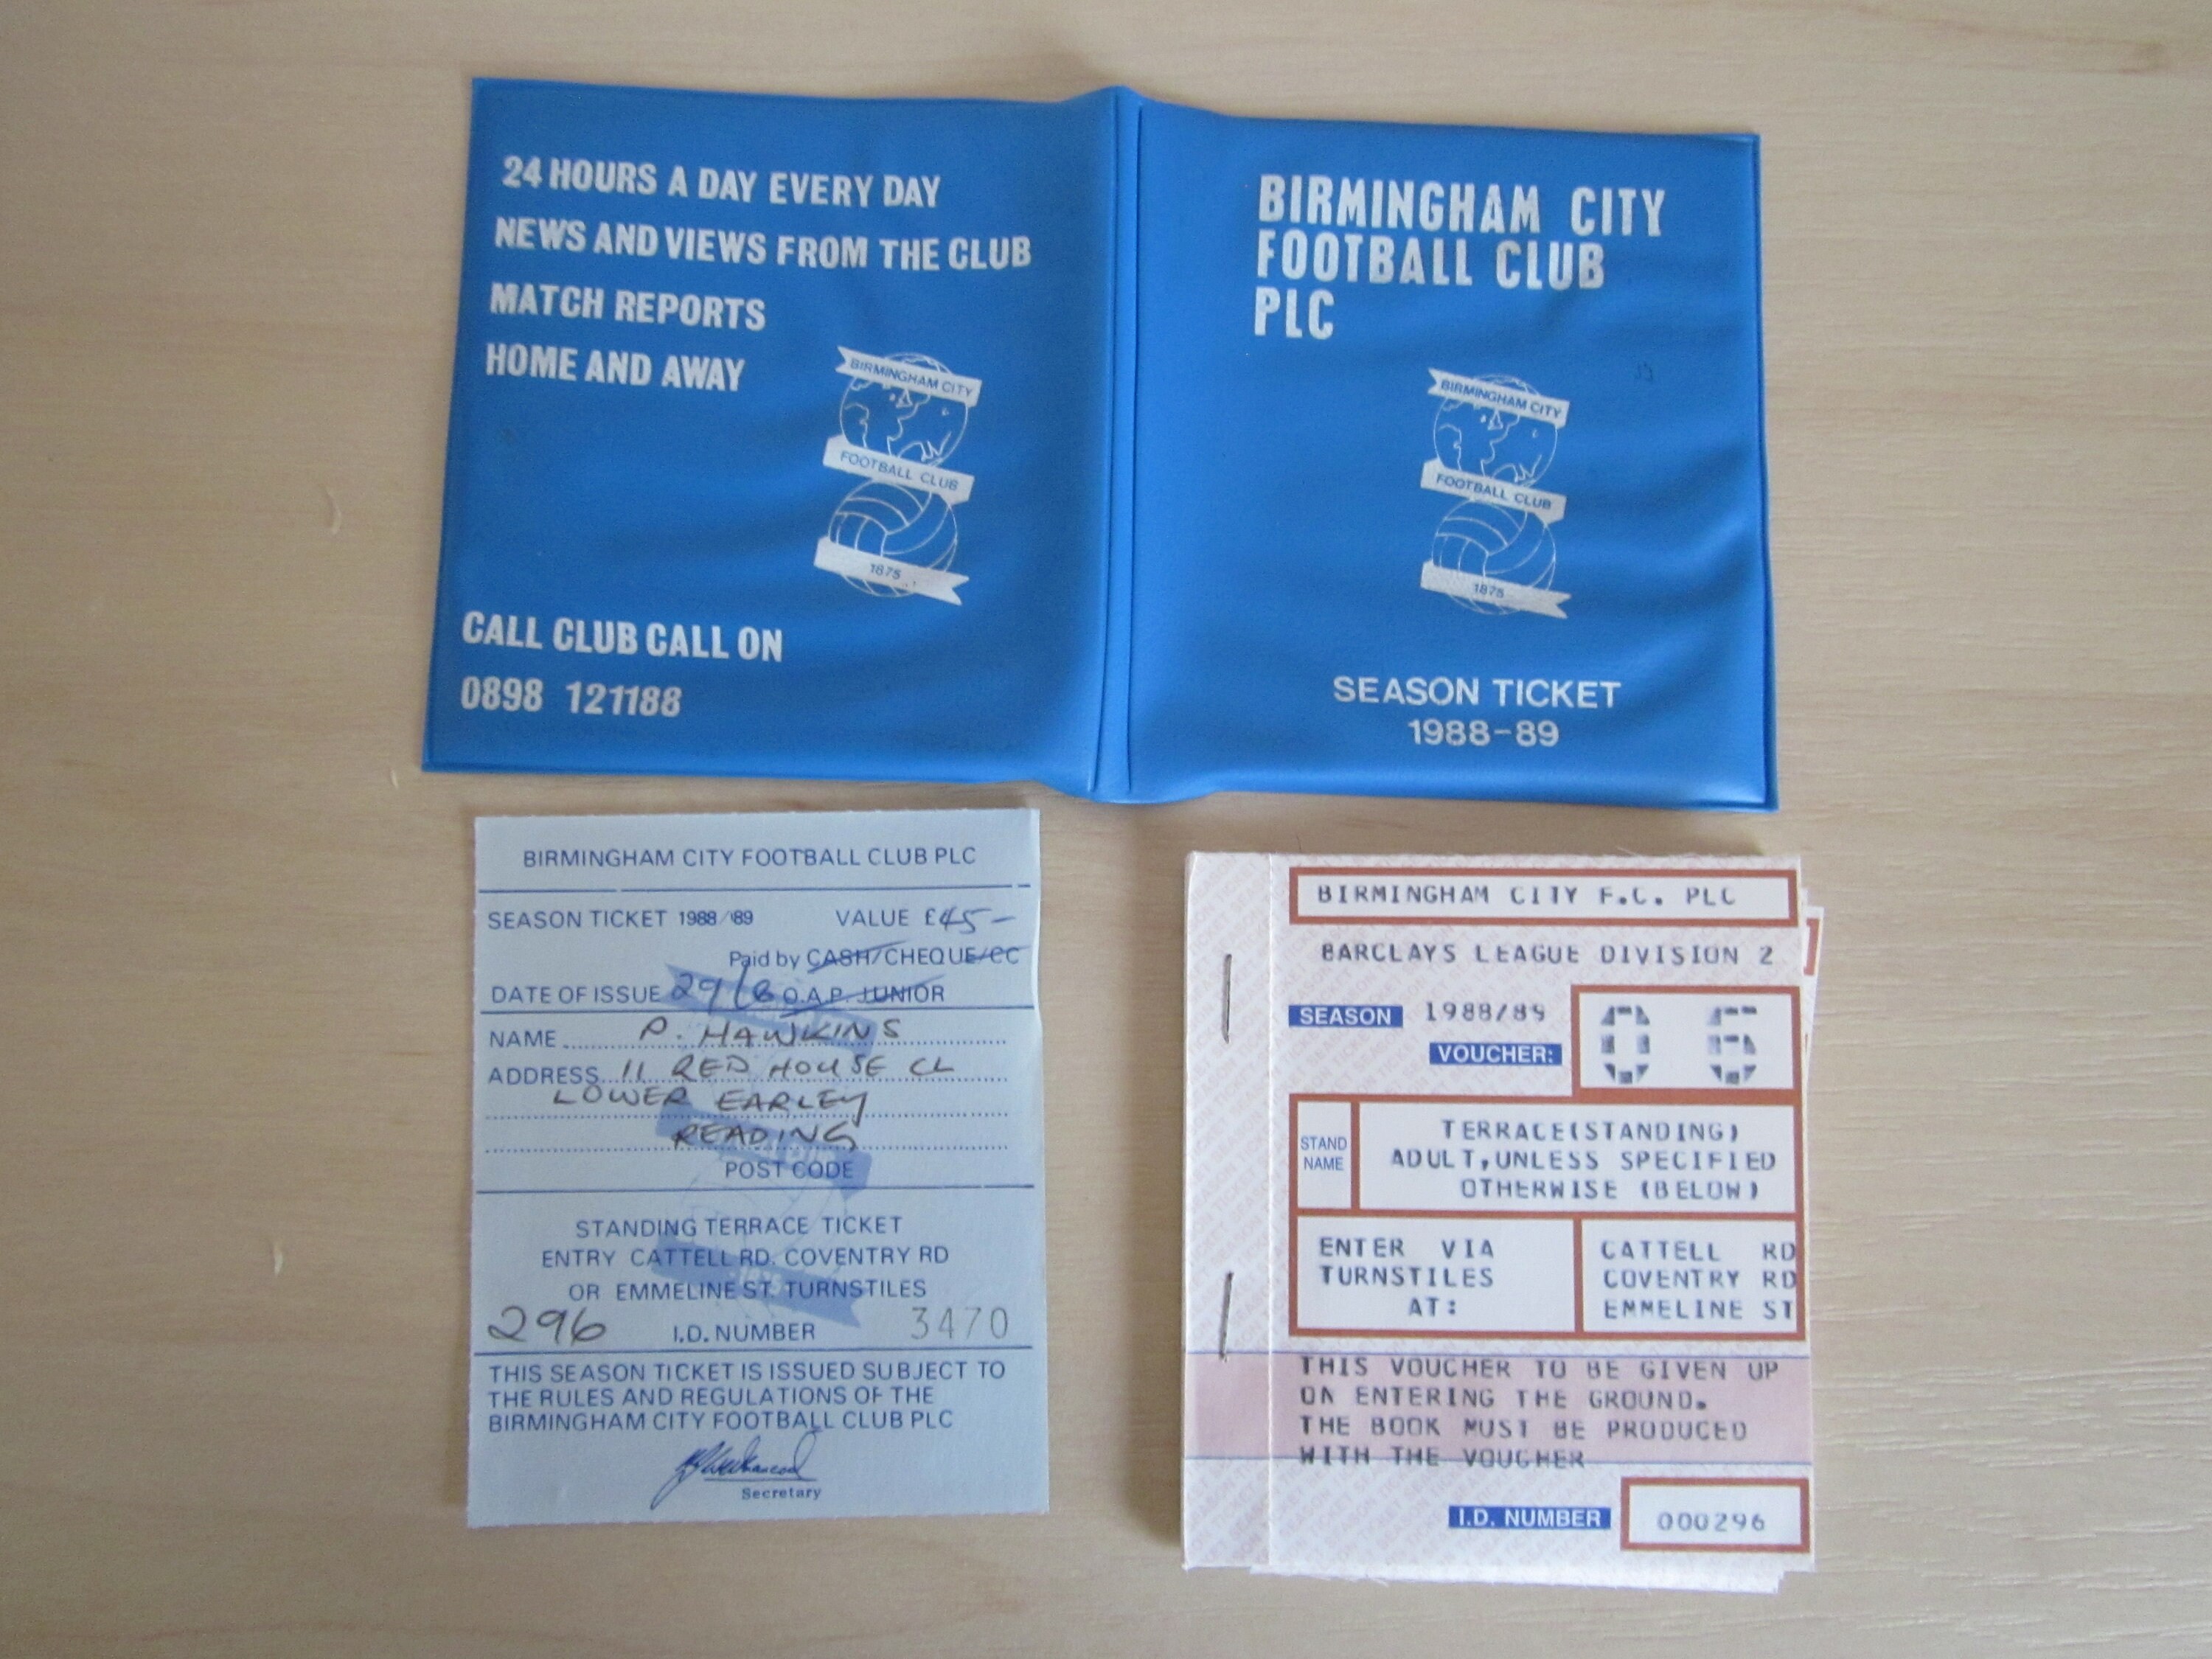 24 HOURS A DAY EVERY DAY
NEWS AND VIEWS FROM THE CLUB
MATCH REPORTS
HOME AND AWAY
BIRMINGHAM CITY
FOOTBALL CLUB
1875
CALL CLUB CALL ON
0898 121188
BIRMINGHAM CITY
FOOTBALL CLUB
PLC
BIRMINGHAM CITY
FOOTBALL CLUB
1875
SEASON TICKET
1988-89
BIRMINGHAM CITY FOOTBALL CLUB PLC
SEASON TICKET 1988/'89 VALUE £45-
Paid by CASH/CHEQUE/CC
DATE OF ISSUE 29/6 O.A.P. JUNIOR
NAME P. HAWKINS
ADDRESS 11 RED HOUSE CL
LOWER EARLEY
READING
POST CODE
STANDING TERRACE TICKET
ENTRY CATTELL RD. COVENTRY RD
OR EMMELINE ST. TURNSTILES
296 I.D. NUMBER 3470
THIS SEASON TICKET IS ISSUED SUBJECT TO
THE RULES AND REGULATIONS OF THE
BIRMINGHAM CITY FOOTBALL CLUB PLC
Secretary
BIRMINGHAM CITY F.C. PLC
BARCLAYS LEAGUE DIVISION 2
SEASON 1988/89
VOUCHER: 06
STAND NAME
TERRACE(STANDING)
ADULT,UNLESS SPECIFIED
OTHERWISE (BELOW)
ENTER VIA
TURNSTILES
AT:
CATTELL RD
COVENTRY RD
EMMELINE ST
THIS VOUCHER TO BE GIVEN UP
ON ENTERING THE GROUND.
THE BOOK MUST BE PRODUCED
WITH THE VOUCHER
I.D. NUMBER 000296